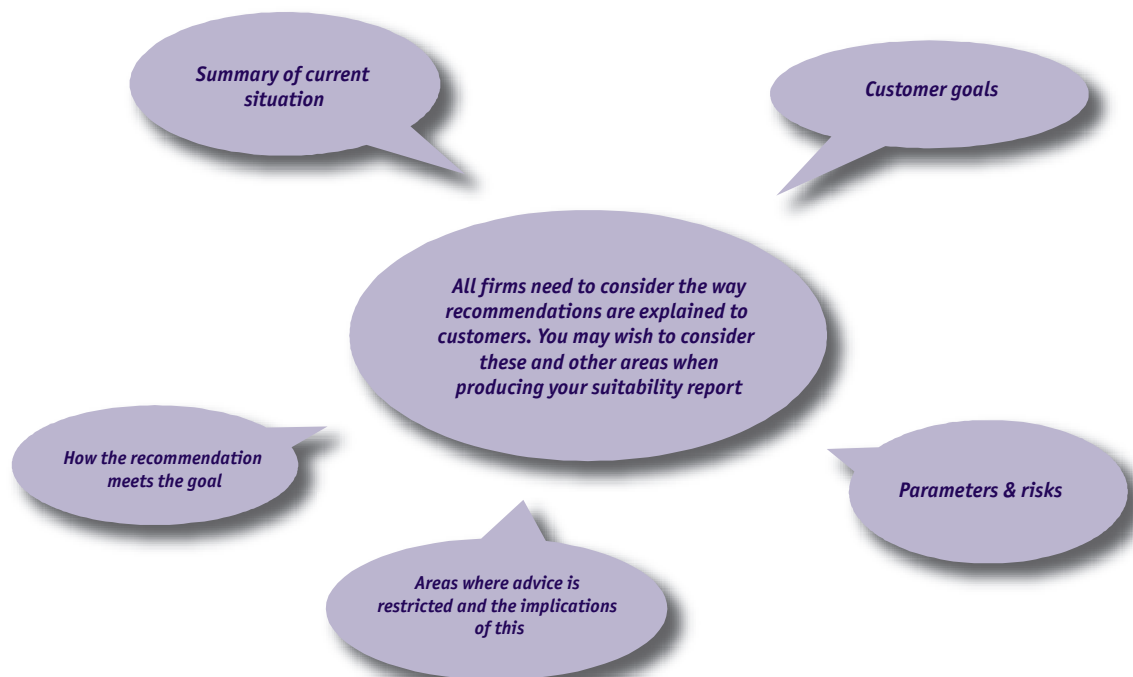 Summary of current
situation
Customer goals
All firms need to consider the way
recommendations are explained to
customers. You may wish to consider
these and other areas when
producing your suitability report
How the recommendation
meets the goal
Parameters & risks
Areas where advice is
restricted and the implications
of this